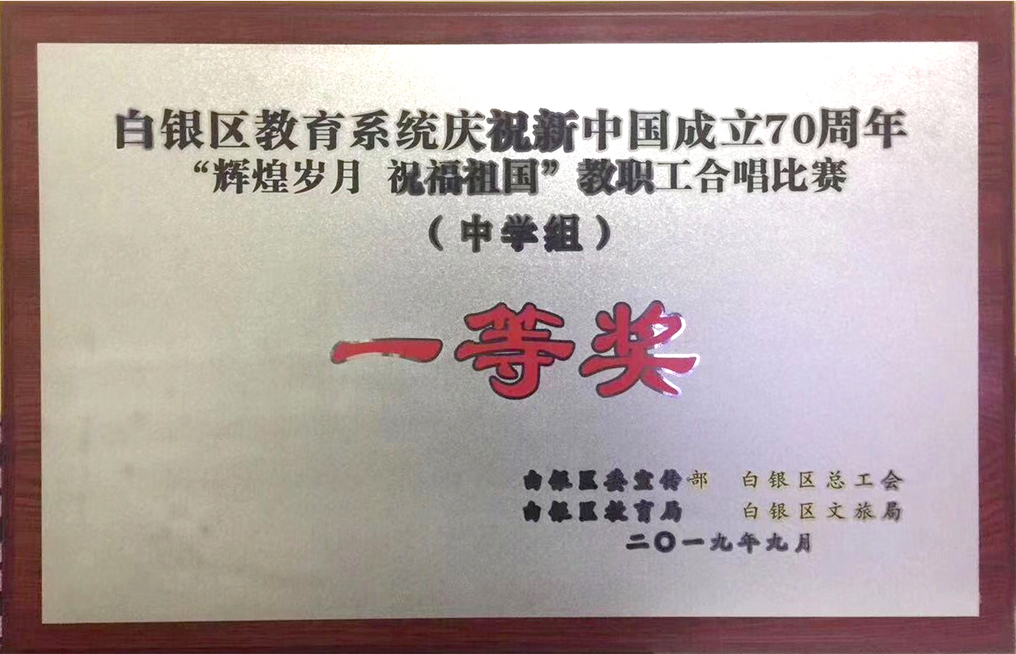 白银区教育系统庆祝新中国成立70周年
“辉煌岁月 祝福祖国”教职工合唱比赛
（中学组）
一等奖
白银区委宣传部 白银区总工会
白银区教育局 白银区文旅局
二〇一九年九月